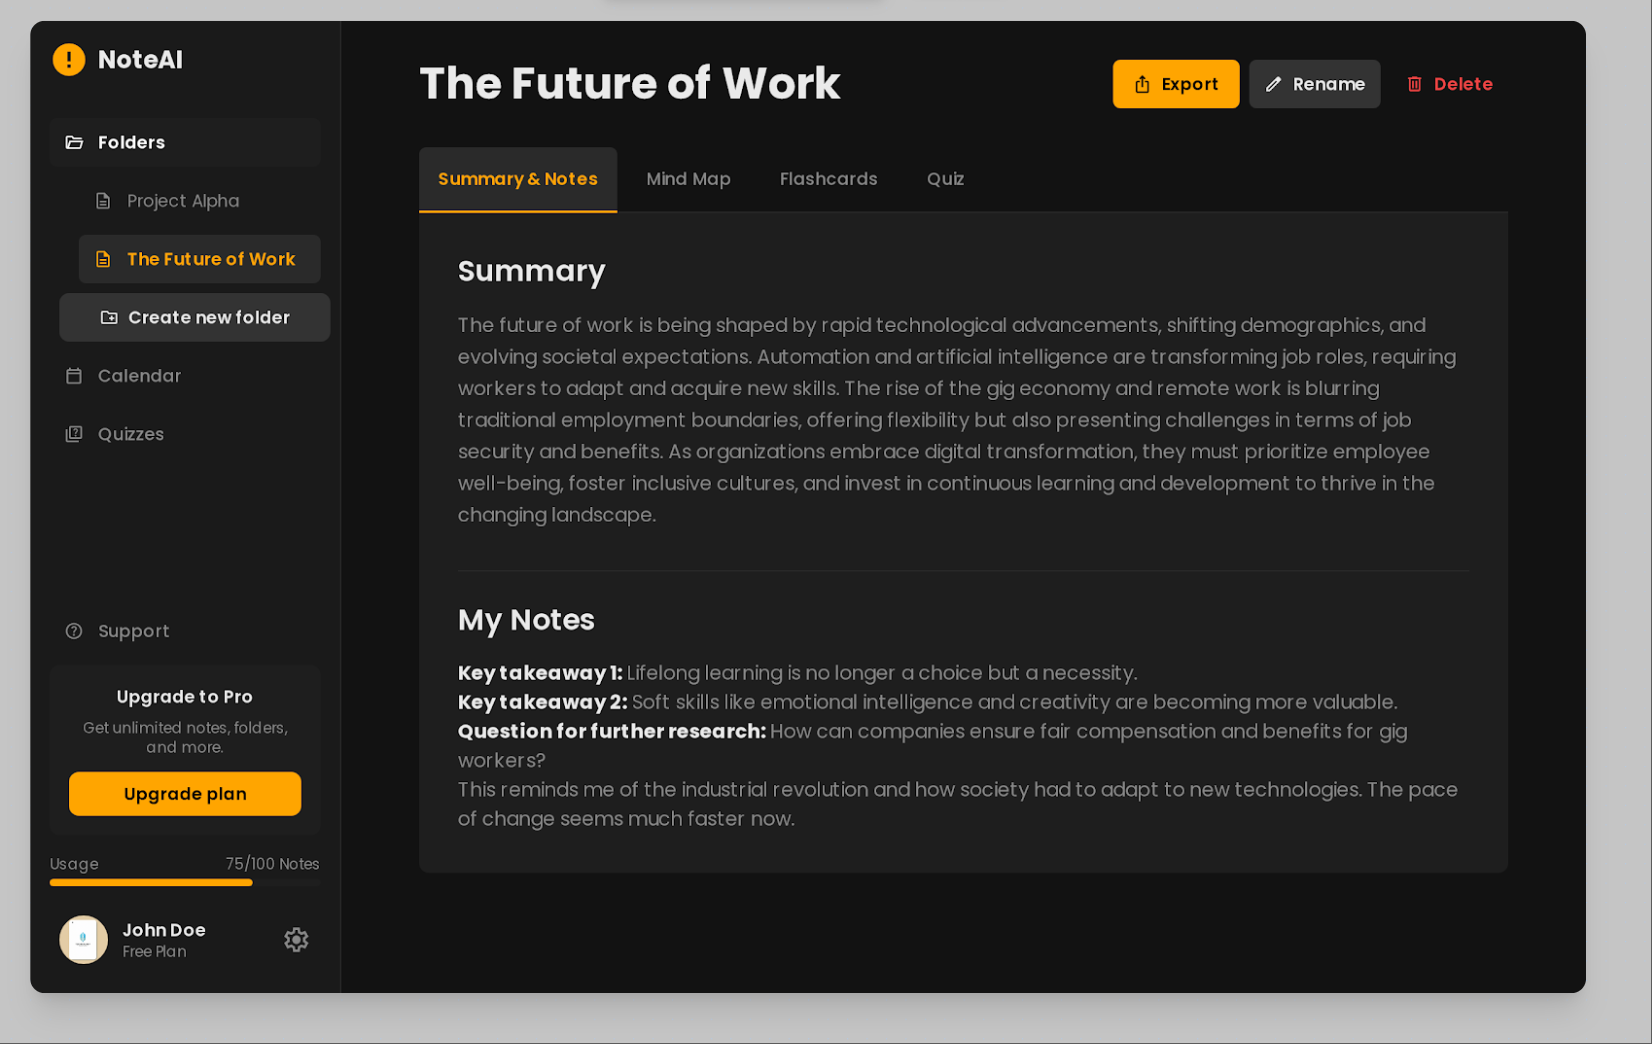 NoteAI
Folders
Project Alpha
The Future of Work
Create new folder
Calendar
Quizzes
Support
Upgrade to Pro
Get unlimited notes, folders,
and more.
Upgrade plan
Usage 75/100 Notes
John Doe
Free Plan
The Future of Work
Export Rename Delete
Summary & Notes Mind Map Flashcards Quiz
Summary
The future of work is being shaped by rapid technological advancements, shifting demographics, and
evolving societal expectations. Automation and artificial intelligence are transforming job roles, requiring
workers to adapt and acquire new skills. The rise of the gig economy and remote work is blurring
traditional employment boundaries, offering flexibility but also presenting challenges in terms of job
security and benefits. As organizations embrace digital transformation, they must prioritize employee
well-being, foster inclusive cultures, and invest in continuous learning and development to thrive in the
changing landscape.
My Notes
Key takeaway 1: Lifelong learning is no longer a choice but a necessity.
Key takeaway 2: Soft skills like emotional intelligence and creativity are becoming more valuable.
Question for further research: How can companies ensure fair compensation and benefits for gig
workers?
This reminds me of the industrial revolution and how society had to adapt to new technologies. The pace
of change seems much faster now.